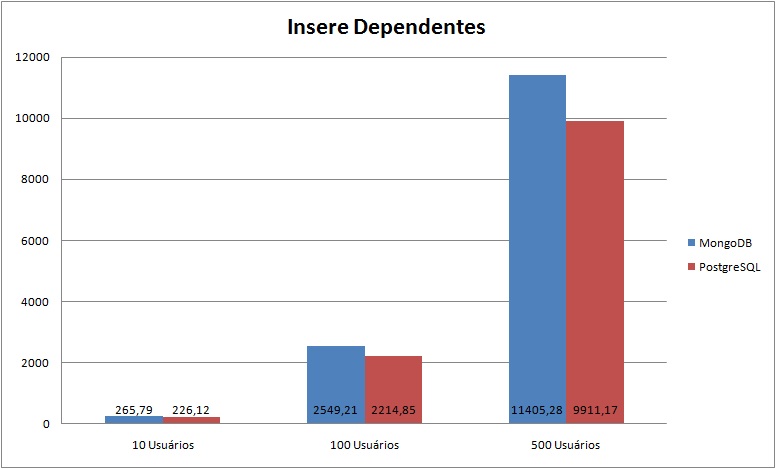 Insere Dependentes
12000
10000
8000
6000
4000
2000
0
265,79 226,12
2549,21 2214,85
11405,28 9911,17
10 Usuários 100 Usuários 500 Usuários
MongoDB
PostgreSQL